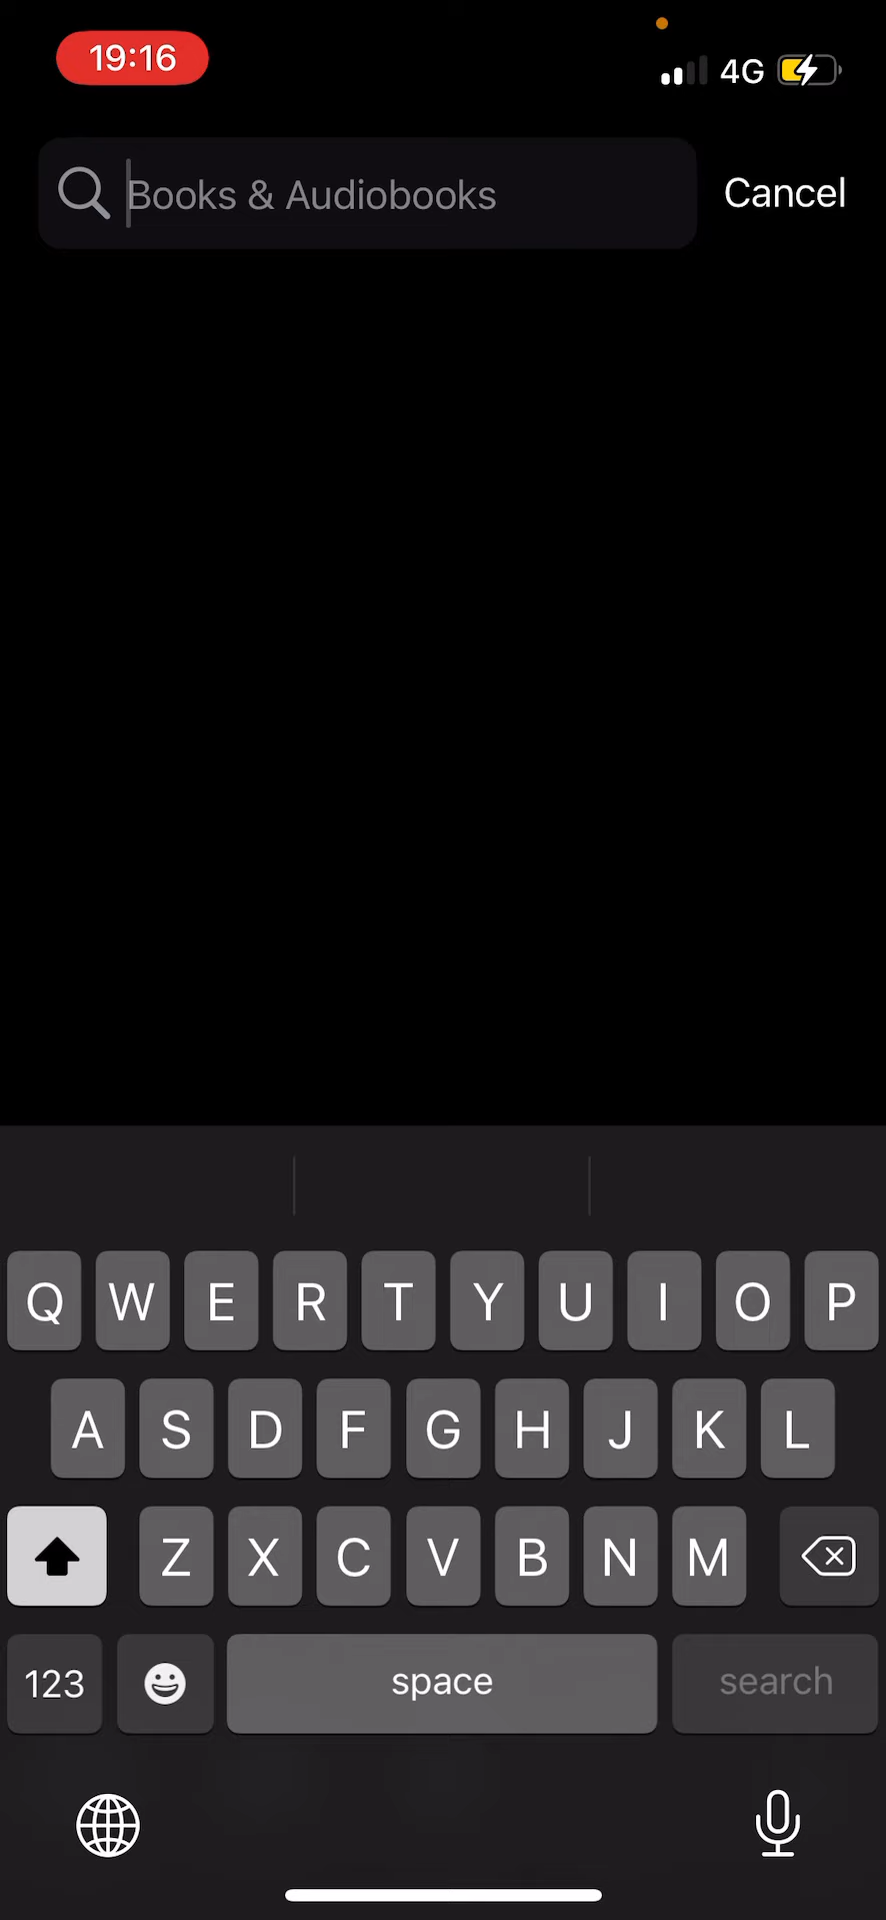 19:16
4G
Books & Audiobooks
Cancel
Q W E R T Y U I O P
A S D F G H J K L
Z X C V B N M
123 space search